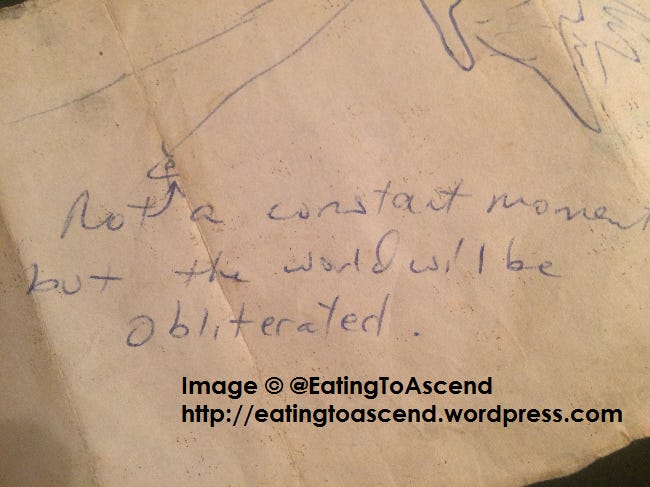 Not a constant moment
but the world will be
obliterated.
Image © @EatingToAscend
http://eatingtoascend.wordpress.com